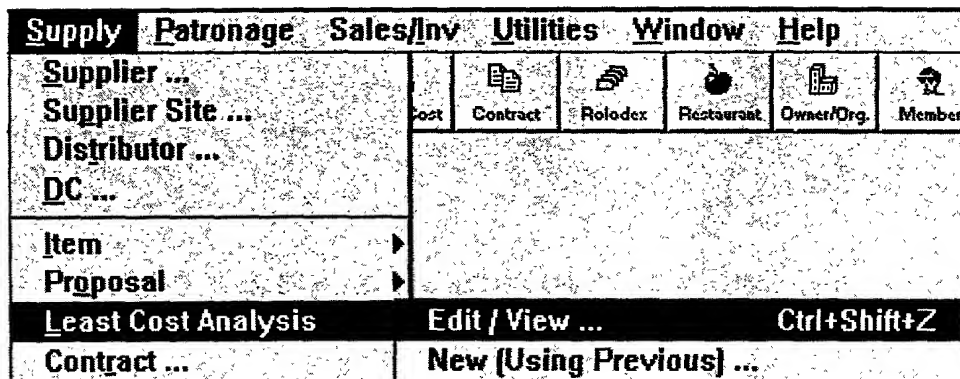 Supply Patronage Sales/Inv Utilities Window Help
Supplier ...
Supplier Site ...
Cost Contract Rolodex Restaurant Owner/Org. Member
Distributor ...
DC ...
Item
Proposal
Least Cost Analysis Edit / View ... Ctrl+Shift+Z
Contract ... New (Using Previous) ...